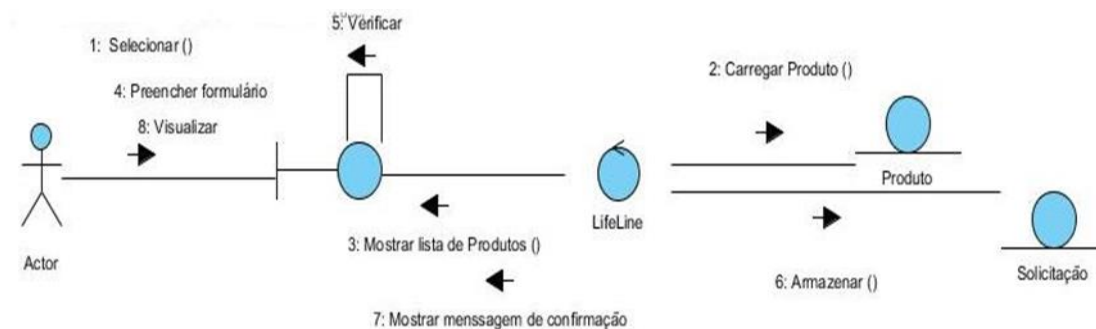 5: Verificar
1: Selecionar ()
2: Carregar Produto ()
4: Preencher formulário
8: Visualizar
Produto
LifeLine
3: Mostrar lista de Produtos ()
Actor
Solicitação
6: Armazenar ()
7: Mostrar menssagem de confirmação